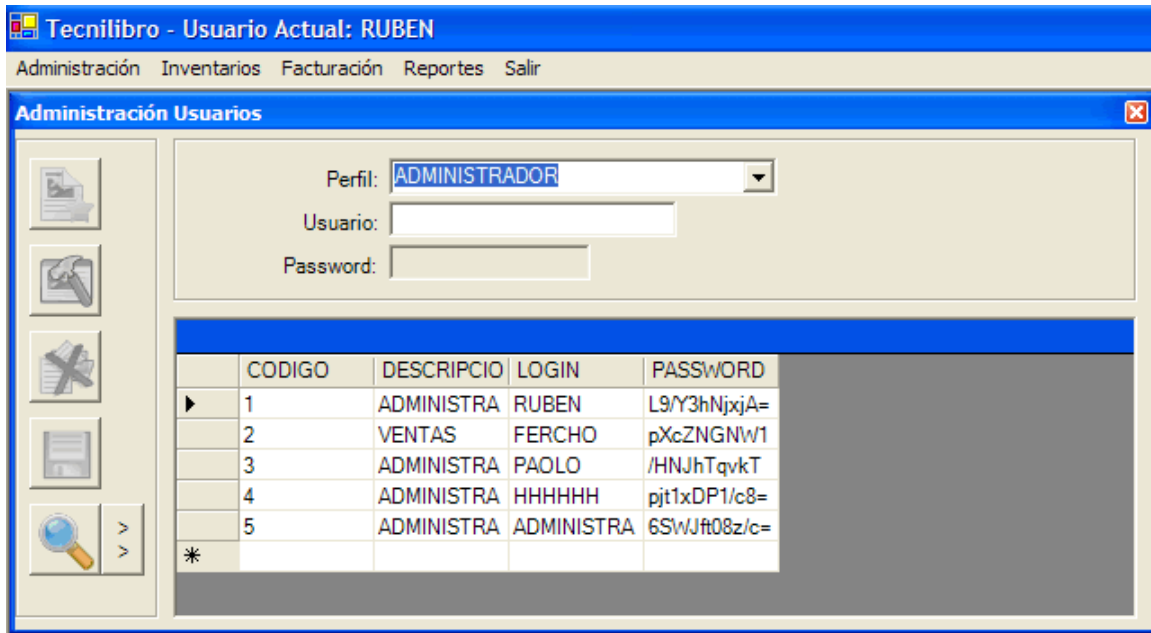 Tecnilibro - Usuario Actual: RUBEN
Administración Inventarios Facturación Reportes Salir
Administración Usuarios
Perfil: ADMINISTRADOR
Usuario:
Password:
CODIGO DESCRIPCIO LOGIN PASSWORD
1 ADMINISTRA RUBEN L9/Y3hNjxjA=
2 VENTAS FERCHO pXcZNGNW1
3 ADMINISTRA PAOLO /HNJhTqvkT
4 ADMINISTRA HHHHHH pjt1xDP1/c8=
5 ADMINISTRA ADMINISTRA 6SWJft08z/c=
>
>